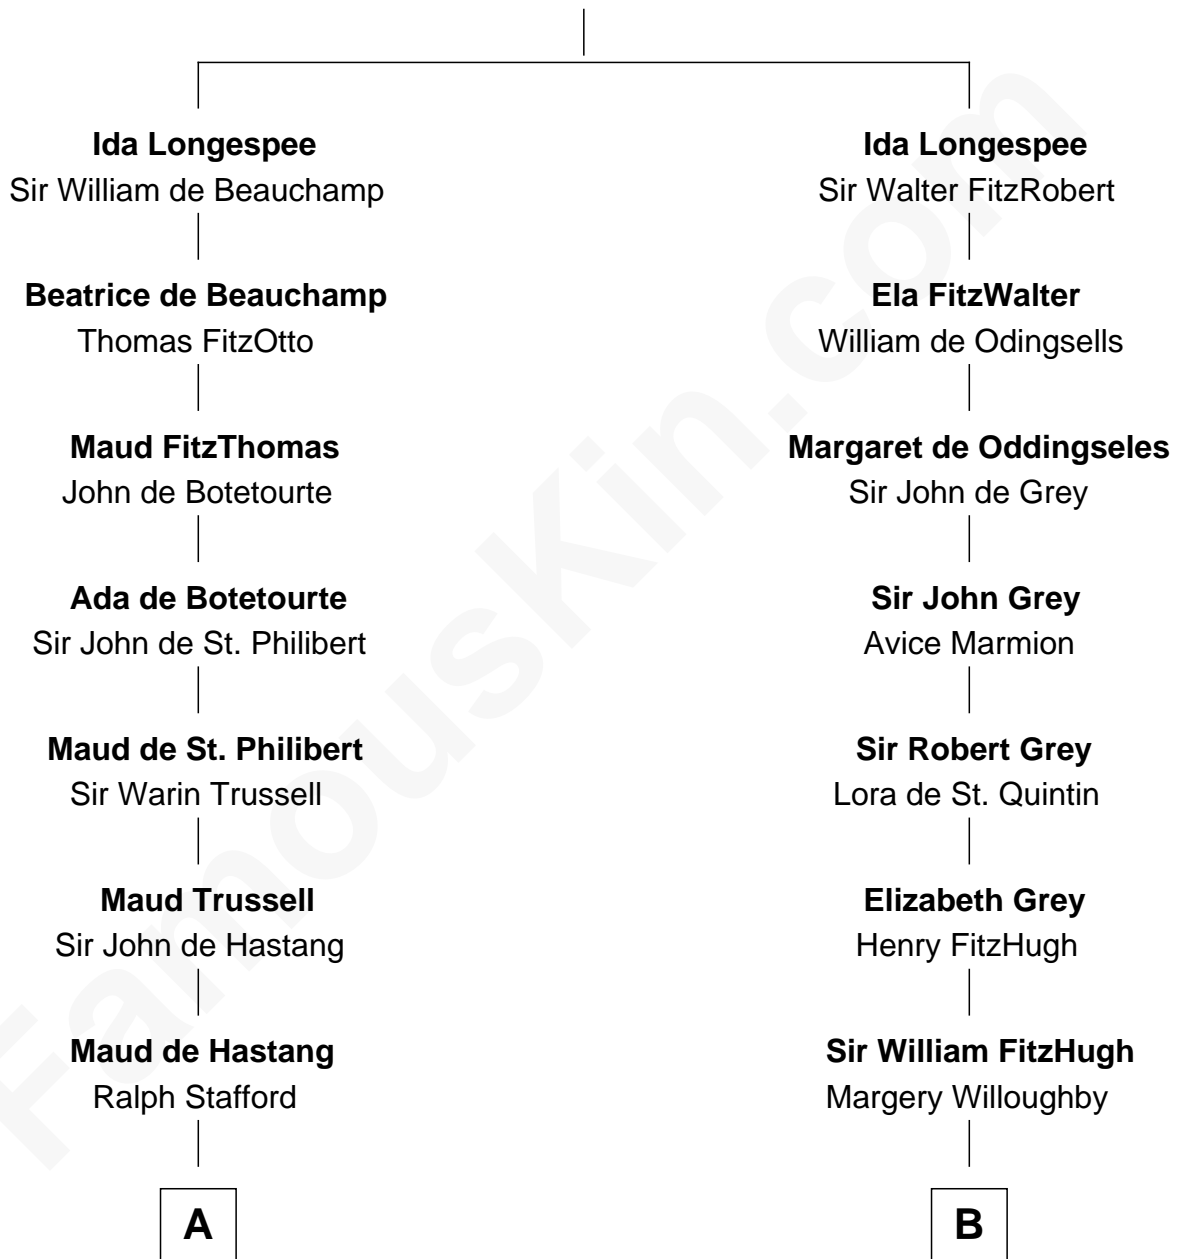 Ida Longespee
Sir William de Beauchamp
Beatrice de Beauchamp
Thomas FitzOtto
Maud FitzThomas
John de Botetourte
Ada de Botetourte
Sir John de St. Philibert
Maud de St. Philibert
Sir Warin Trussell
Maud Trussell
Sir John de Hastang
Maud de Hastang
Ralph Stafford
A
Ida Longespee
Sir Walter FitzRobert
Ela FitzWalter
William de Odingsells
Margaret de Oddingseles
Sir John de Grey
Sir John Grey
Avice Marmion
Sir Robert Grey
Lora de St. Quintin
Elizabeth Grey
Henry FitzHugh
Sir William FitzHugh
Margery Willoughby
B
FamousKin.com